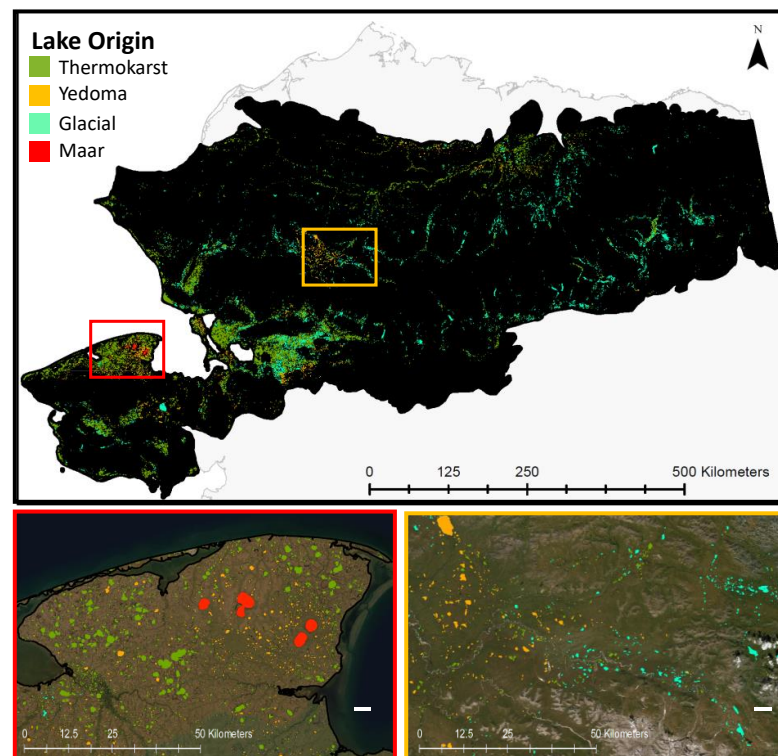 Lake Origin
Thermokarst
Yedoma
Glacial
Maar
N
0 125 250 500 Kilometers
0 12.5 25 50 Kilometers
0 12.5 25 50 Kilometers